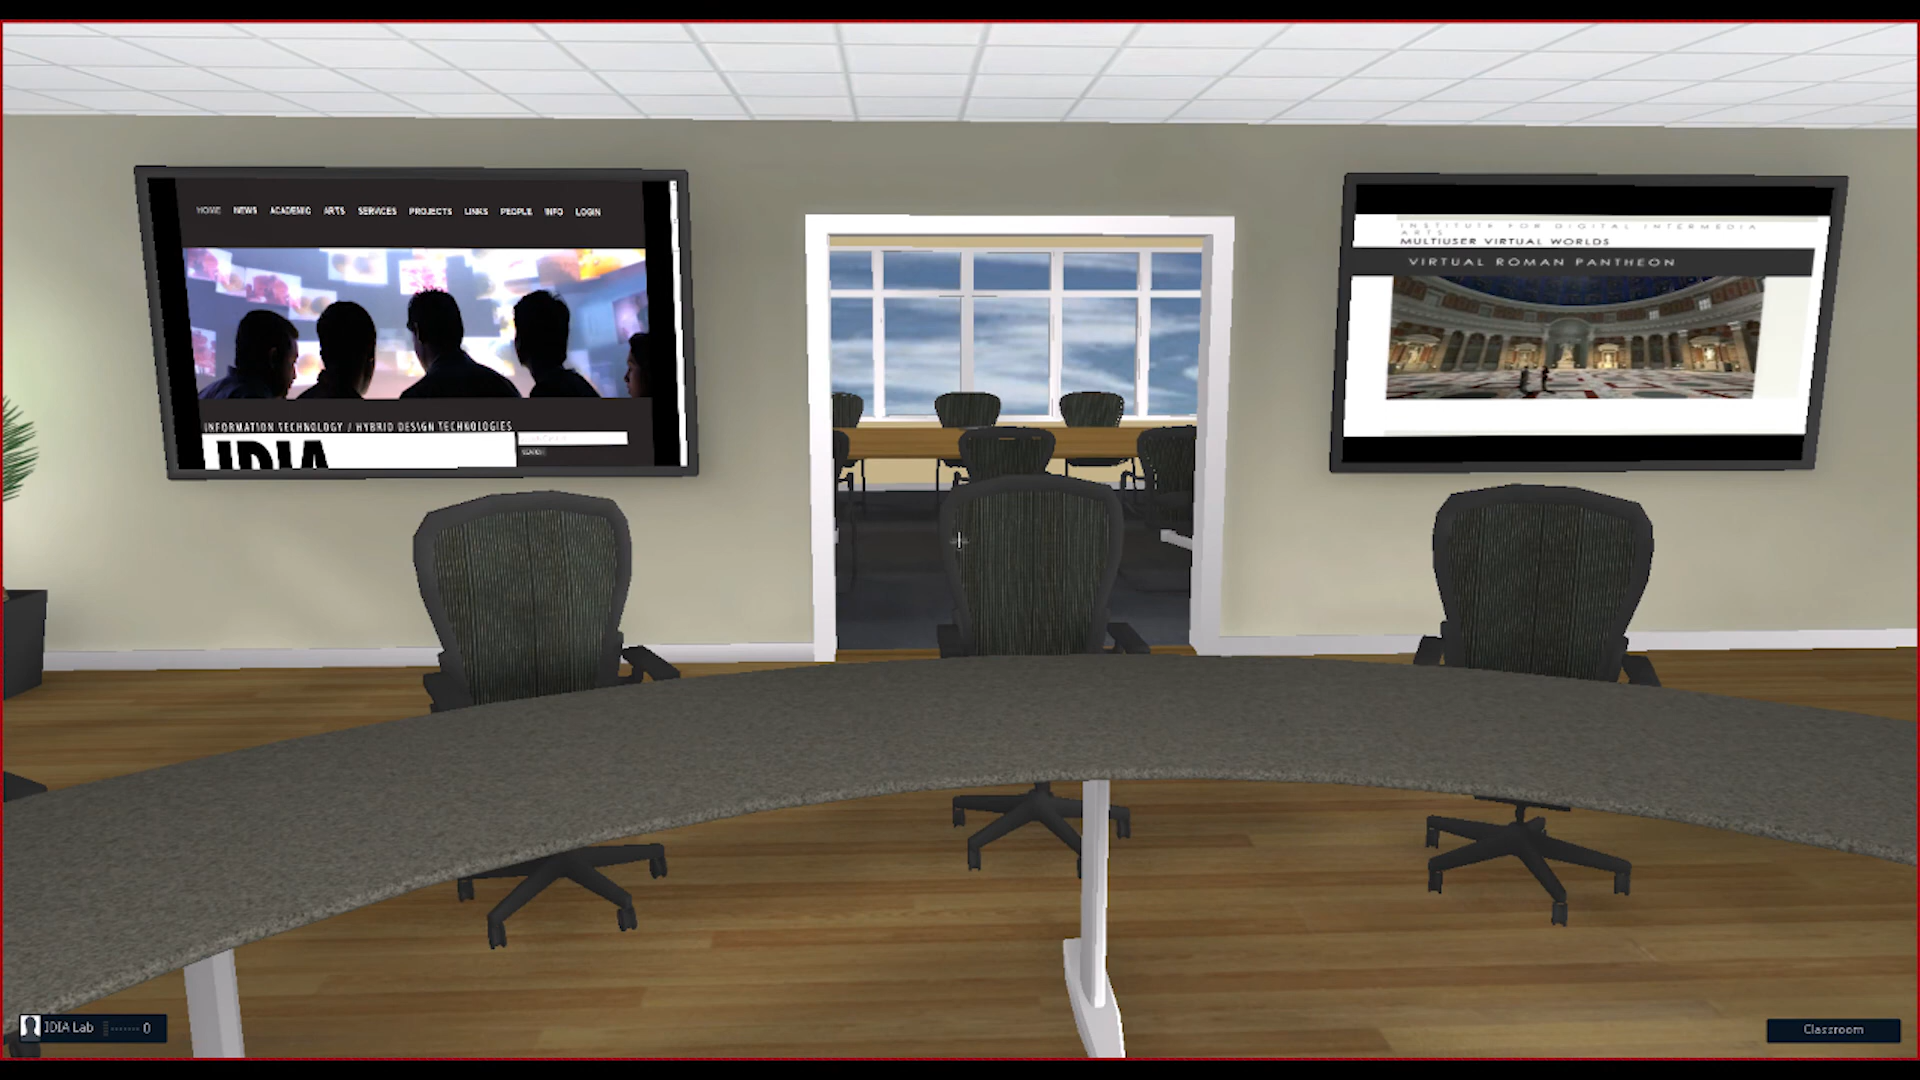 HOME NEWS ACADEMIC ARTS SERVICES PROJECTS LINKS PEOPLE INFO LOGIN
INFORMATION TECHNOLOGY / HYBRID DESIGN TECHNOLOGIES
IDIA
SEARCH
INSTITUTE FOR DIGITAL INTERMEDIA
ARTS
MULTIUSER VIRTUAL WORLDS
VIRTUAL ROMAN PANTHEON
IDIA Lab 0
Classroom